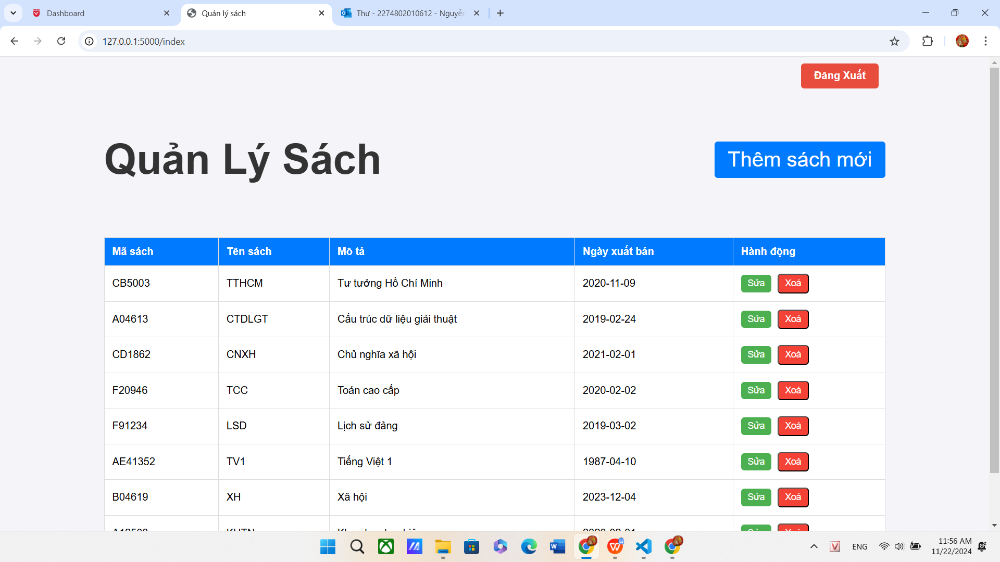 Dashboard
Quản lý sách
Thư - 2274802010612 - Nguyễn
127.0.0.1:5000/index
Đăng Xuất
Quản Lý Sách
Thêm sách mới
Mã sách Tên sách Mô tả Ngày xuất bản Hành động
CB5003 TTHCM Tư tưởng Hồ Chí Minh 2020-11-09 Sửa Xoá
A04613 CTDLGT Cấu trúc dữ liệu giải thuật 2019-02-24 Sửa Xoá
CD1862 CNXH Chủ nghĩa xã hội 2021-02-01 Sửa Xoá
F20946 TCC Toán cao cấp 2020-02-02 Sửa Xoá
F91234 LSD Lịch sử đảng 2019-03-02 Sửa Xoá
AE41352 TV1 Tiếng Việt 1 1987-04-10 Sửa Xoá
B04619 XH Xã hội 2023-12-04 Sửa Xoá
ENG
11:56 AM
11/22/2024